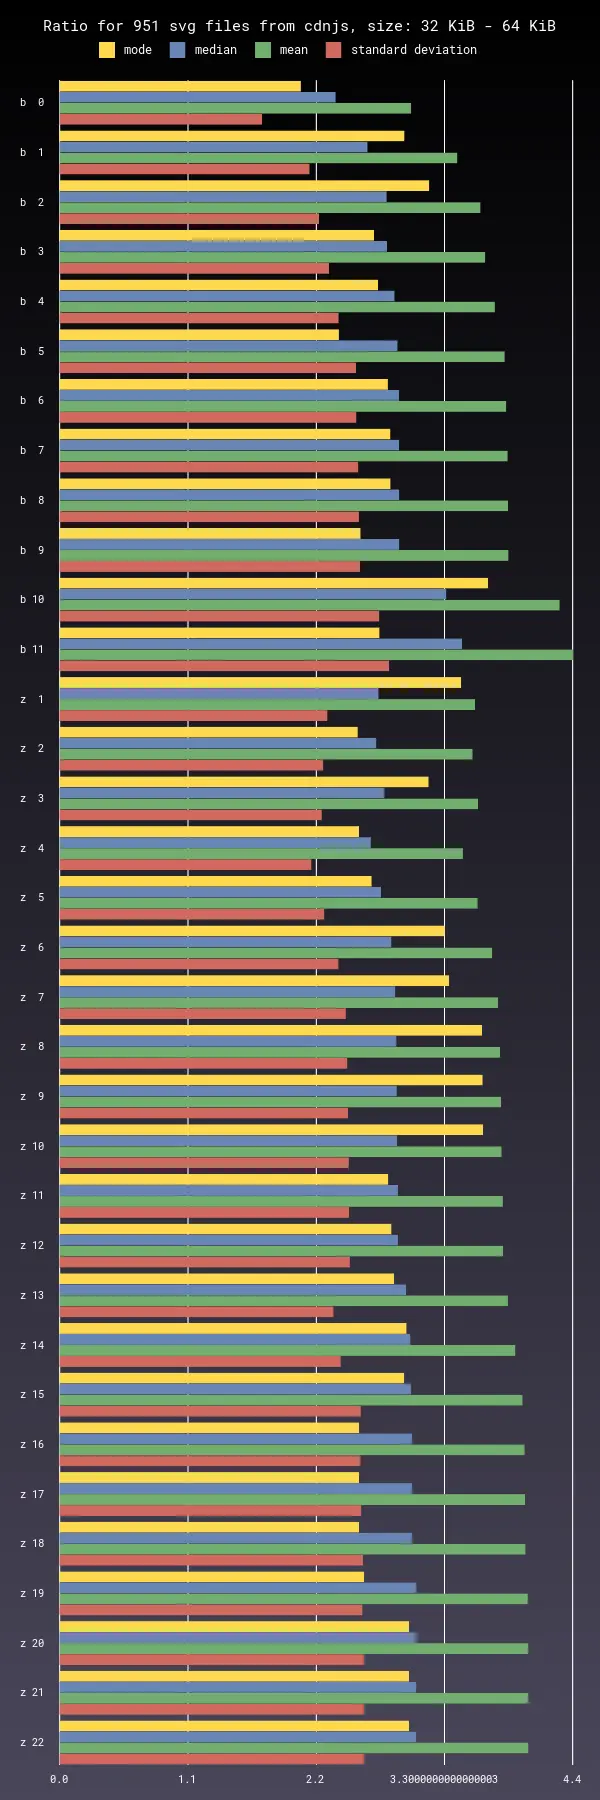 Ratio for 951 svg files from cdnjs, size: 32 KiB - 64 KiB
mode median mean standard deviation
b 0
b 1
b 2
b 3
b 4
b 5
b 6
b 7
b 8
b 9
b 10
b 11
z 1
z 2
z 3
z 4
z 5
z 6
z 7
z 8
z 9
z 10
z 11
z 12
z 13
z 14
z 15
z 16
z 17
z 18
z 19
z 20
z 21
z 22
0.0 1.1 2.2 3.3000000000000003 4.4